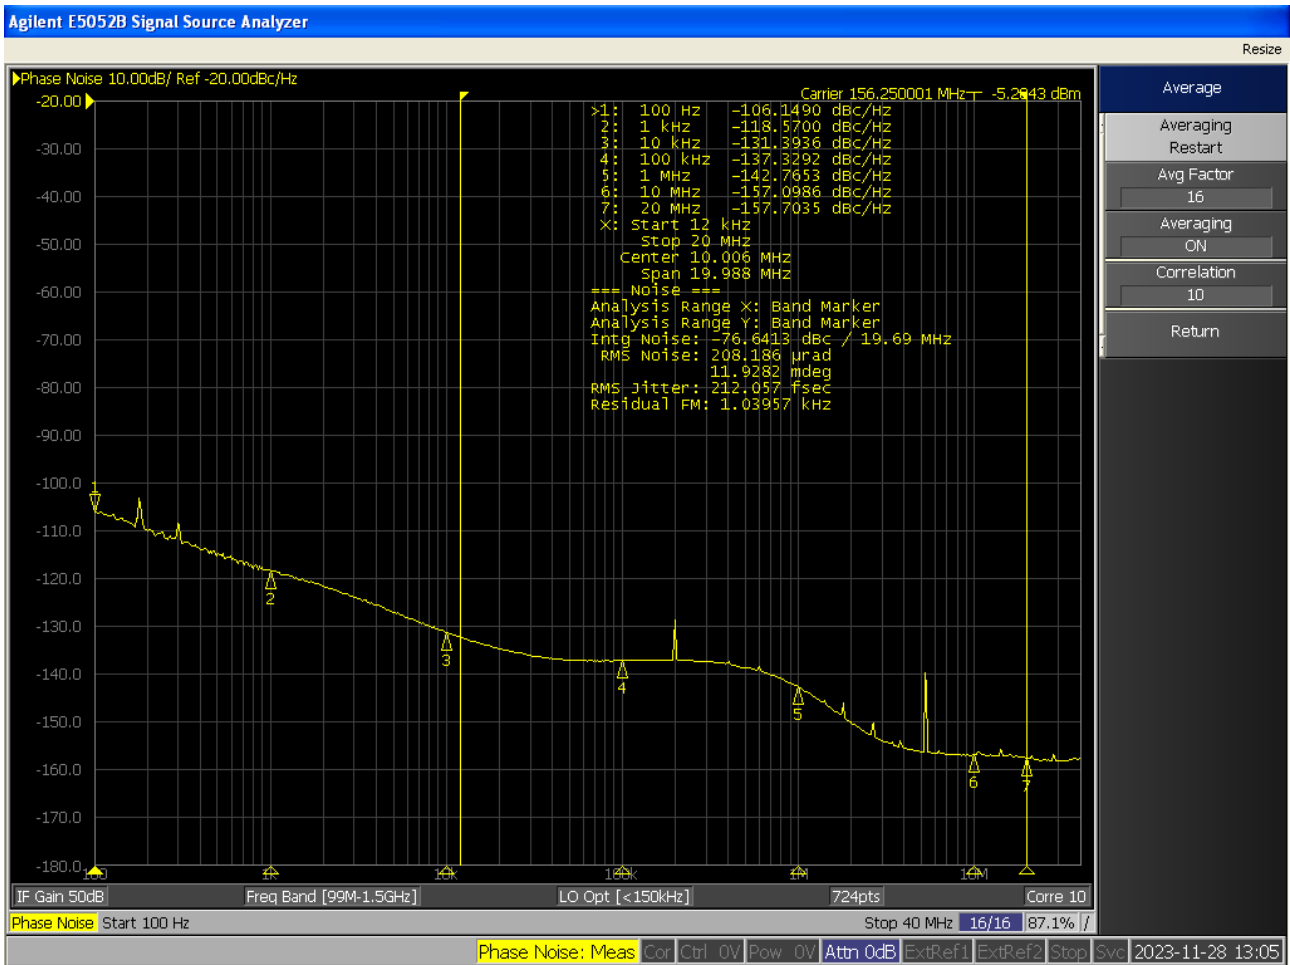 Agilent E5052B Signal Source Analyzer
Resize
Phase Noise 10.00dB/ Ref -20.00dBc/Hz
Carrier 156.250001 MHz
dBm
-20.00
-30.00
-40.00
-50.00
-60.00
-70.00
-80.00
-90.00
-100.0
-110.0
-120.0
-130.0
-140.0
-150.0
-160.0
-170.0
-180.0
>1: 100 Hz -106.1490 dBc/Hz
2: 1 kHz -118.5700 dBc/Hz
3: 10 kHz -131.3936 dBc/Hz
4: 100 kHz -137.3292 dBc/Hz
5: 1 MHz -142.7653 dBc/Hz
6: 10 MHz -157.0986 dBc/Hz
7: 20 MHz -157.7035 dBc/Hz
X: Start 12 kHz
Stop 20 MHz
Center 10.006 MHz
Span 19.988 MHz
=== Noise ===
Analysis Range X: Band Marker
Analysis Range Y: Band Marker
Intg Noise: -76.6413 dBc / 19.69 MHz
RMS Noise: 208.186 µrad
11.9282 mdeg
RMS Jitter: 212.057 fsec
Residual FM: 1.03957 kHz
1
2
3
4
5
6
7
100
1k
10k
100k
1M
10M
IF Gain 50dB
Freq Band [99M-1.5GHz]
LO Opt [<150kHz]
724pts
Corre 10
Phase Noise Start 100 Hz
Stop 40 MHz 16/16 87.1%
Phase Noise: Meas Cor Ctrl 0V Pow 0V Attn 0dB ExtRef1 ExtRef2 Stop Svc 2023-11-28 13:05
Average
Averaging
Restart
Avg Factor
16
Averaging
ON
Correlation
10
Return